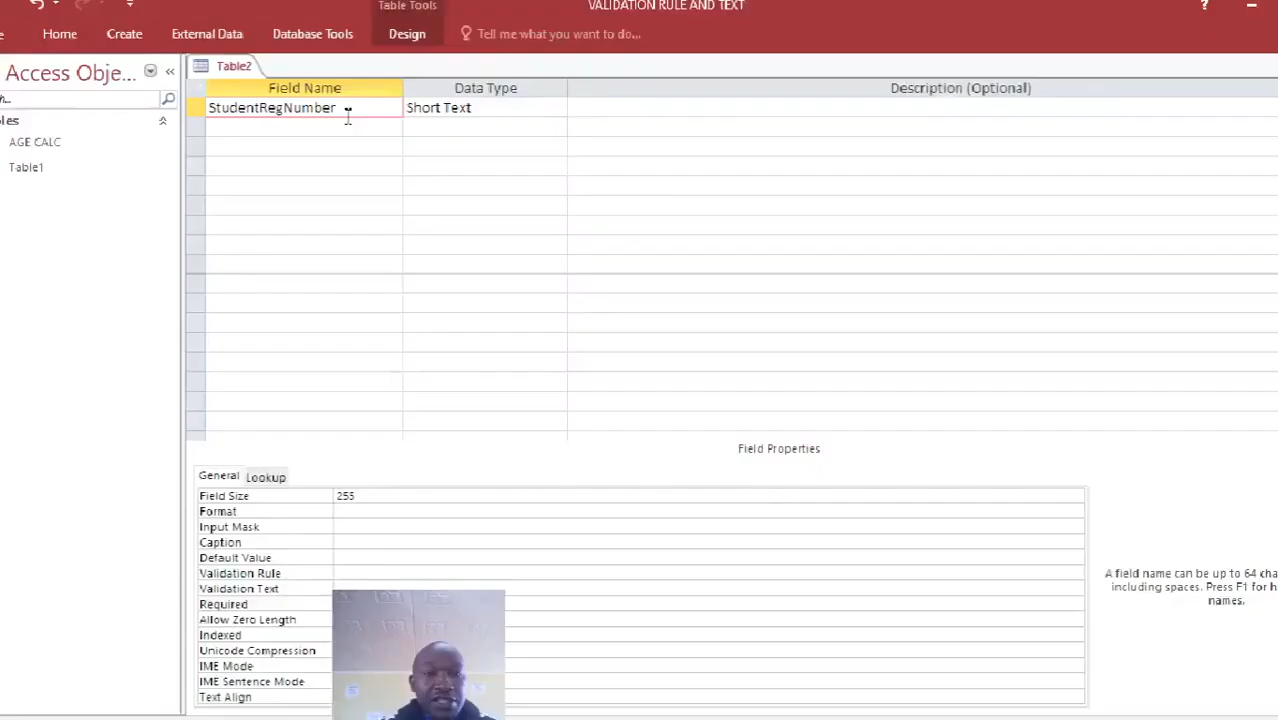 Table Tools
VALIDATION RULE AND TEXT
?
Home
Create
External Data
Database Tools
Design
Tell me what you want to do...
Access Obje...
Table2
Field Name
Data Type
Description (Optional)
StudentRegNumber
Short Text
AGE CALC
Table1
Field Properties
General
Lookup
Field Size
255
Format
Input Mask
Caption
Default Value
Validation Rule
Validation Text
Required
Allow Zero Length
Indexed
Unicode Compression
IME Mode
IME Sentence Mode
Text Align
A field name can be up to 64 cha
including spaces. Press F1 for h
names.